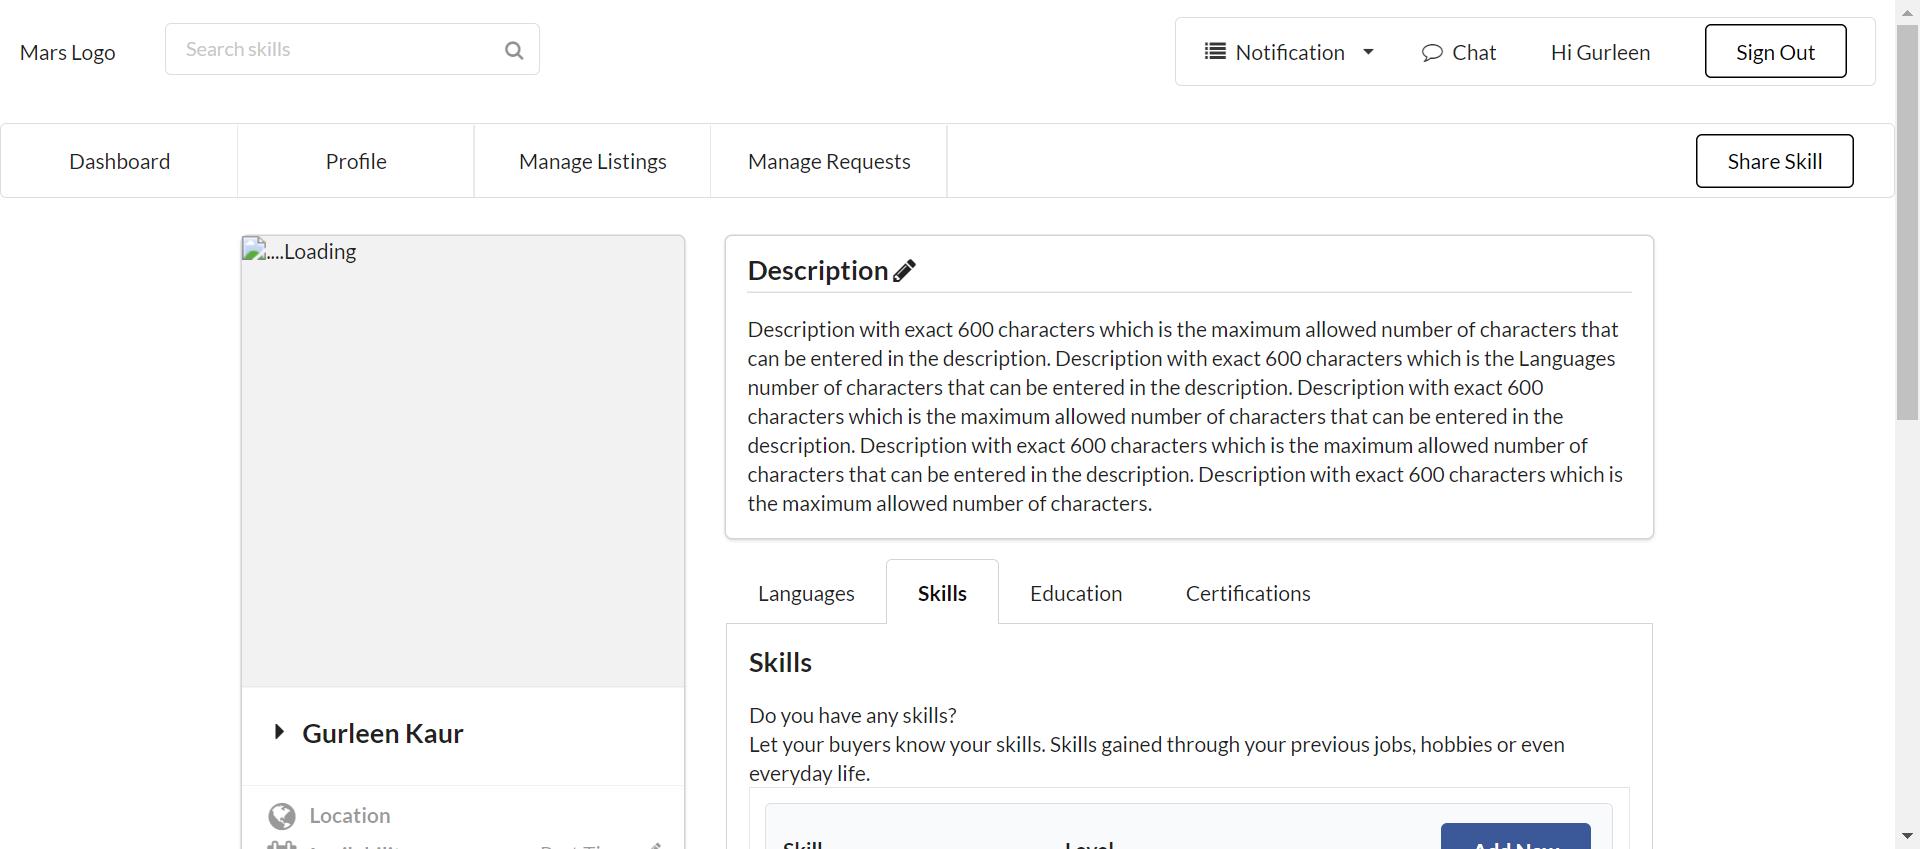 Mars Logo
Search skills
Notification
Chat
Hi Gurleen
Sign Out
Dashboard
Profile
Manage Listings
Manage Requests
Share Skill
....Loading
Gurleen Kaur
Location
Description
Description with exact 600 characters which is the maximum allowed number of characters that
can be entered in the description. Description with exact 600 characters which is the Languages
number of characters that can be entered in the description. Description with exact 600
characters which is the maximum allowed number of characters that can be entered in the
description. Description with exact 600 characters which is the maximum allowed number of
characters that can be entered in the description. Description with exact 600 characters which is
the maximum allowed number of characters.
Languages
Skills
Education
Certifications
Skills
Do you have any skills?
Let your buyers know your skills. Skills gained through your previous jobs, hobbies or even
everyday life.
Skill
Level
Add New